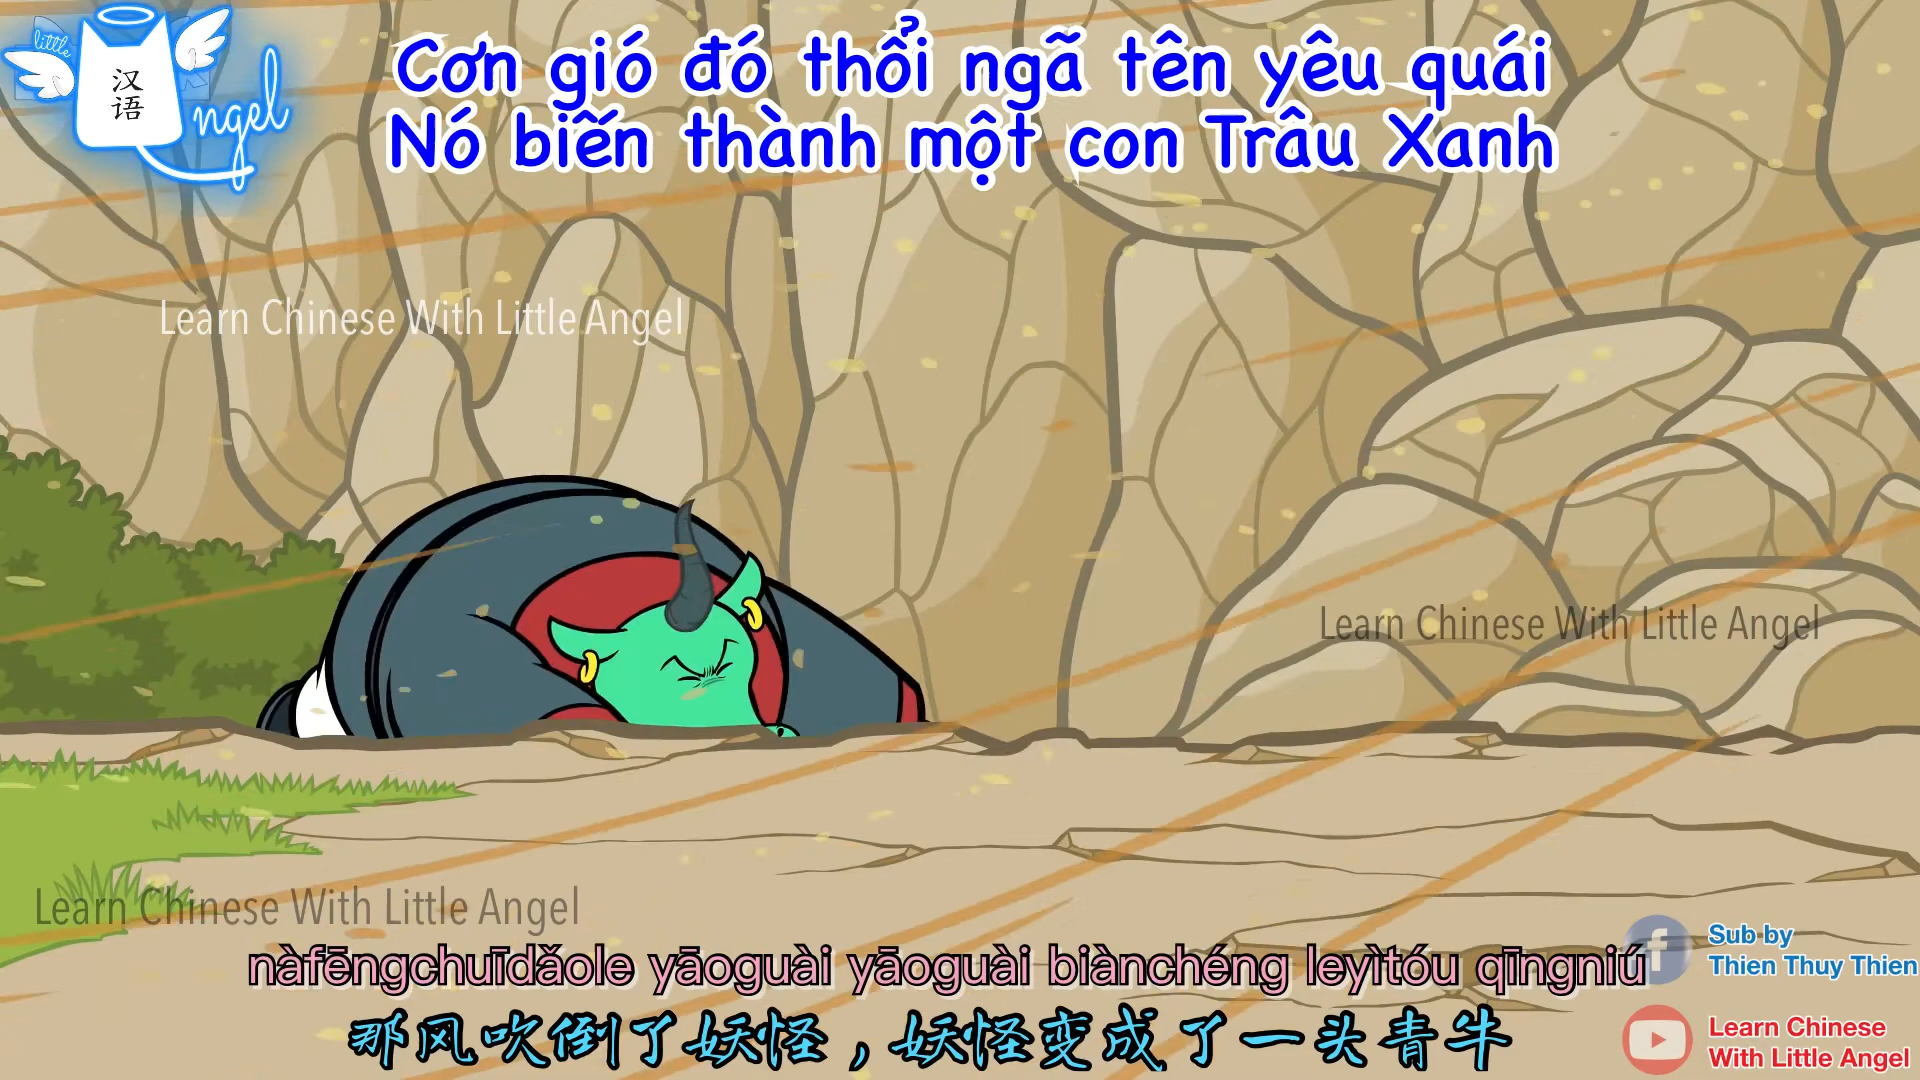 little
汉语
Angel
Cơn gió đó thổi ngã tên yêu quái
Nó biến thành một con Trâu Xanh
Learn Chinese With Little Angel
Learn Chinese With Little Angel
Learn Chinese With Little Angel
nàfēngchuīdǎole yāoguài yāoguài biànchéng leyìtóu qīngniú
那风吹倒了妖怪，妖怪变成了一头青牛
f
Sub by
Thien Thuy Thien
Learn Chinese
With Little Angel